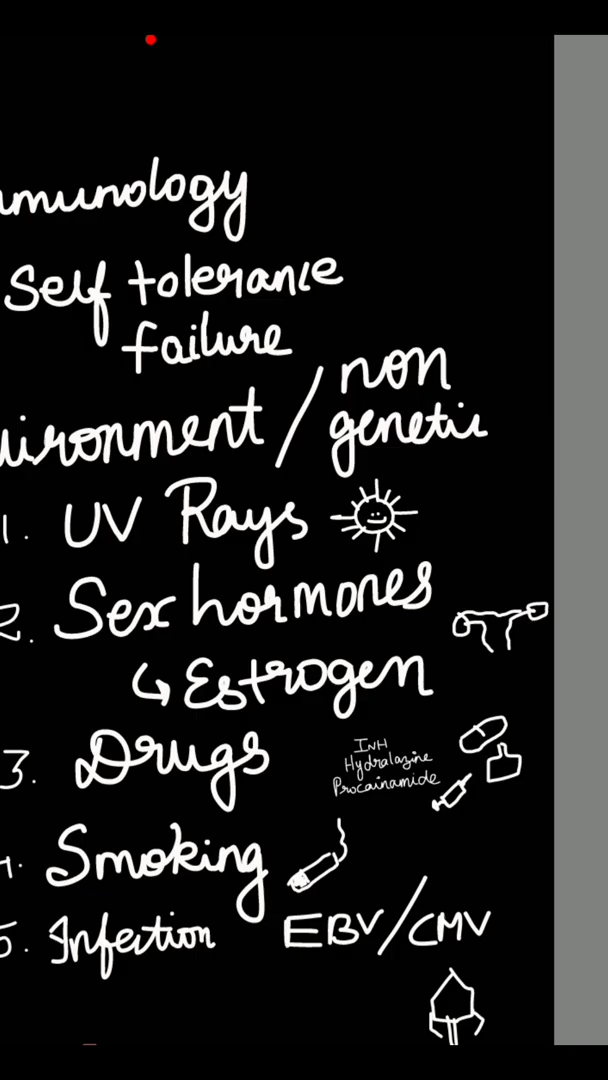 mmunology
Self tolerance
failure
vironment / non
genetic
1. UV Rays
2. Sex hormones
↳ Estrogen
3. Drugs
INH
Hydralazine
Procainamide
4. Smoking
5. Infection EBV/CMV